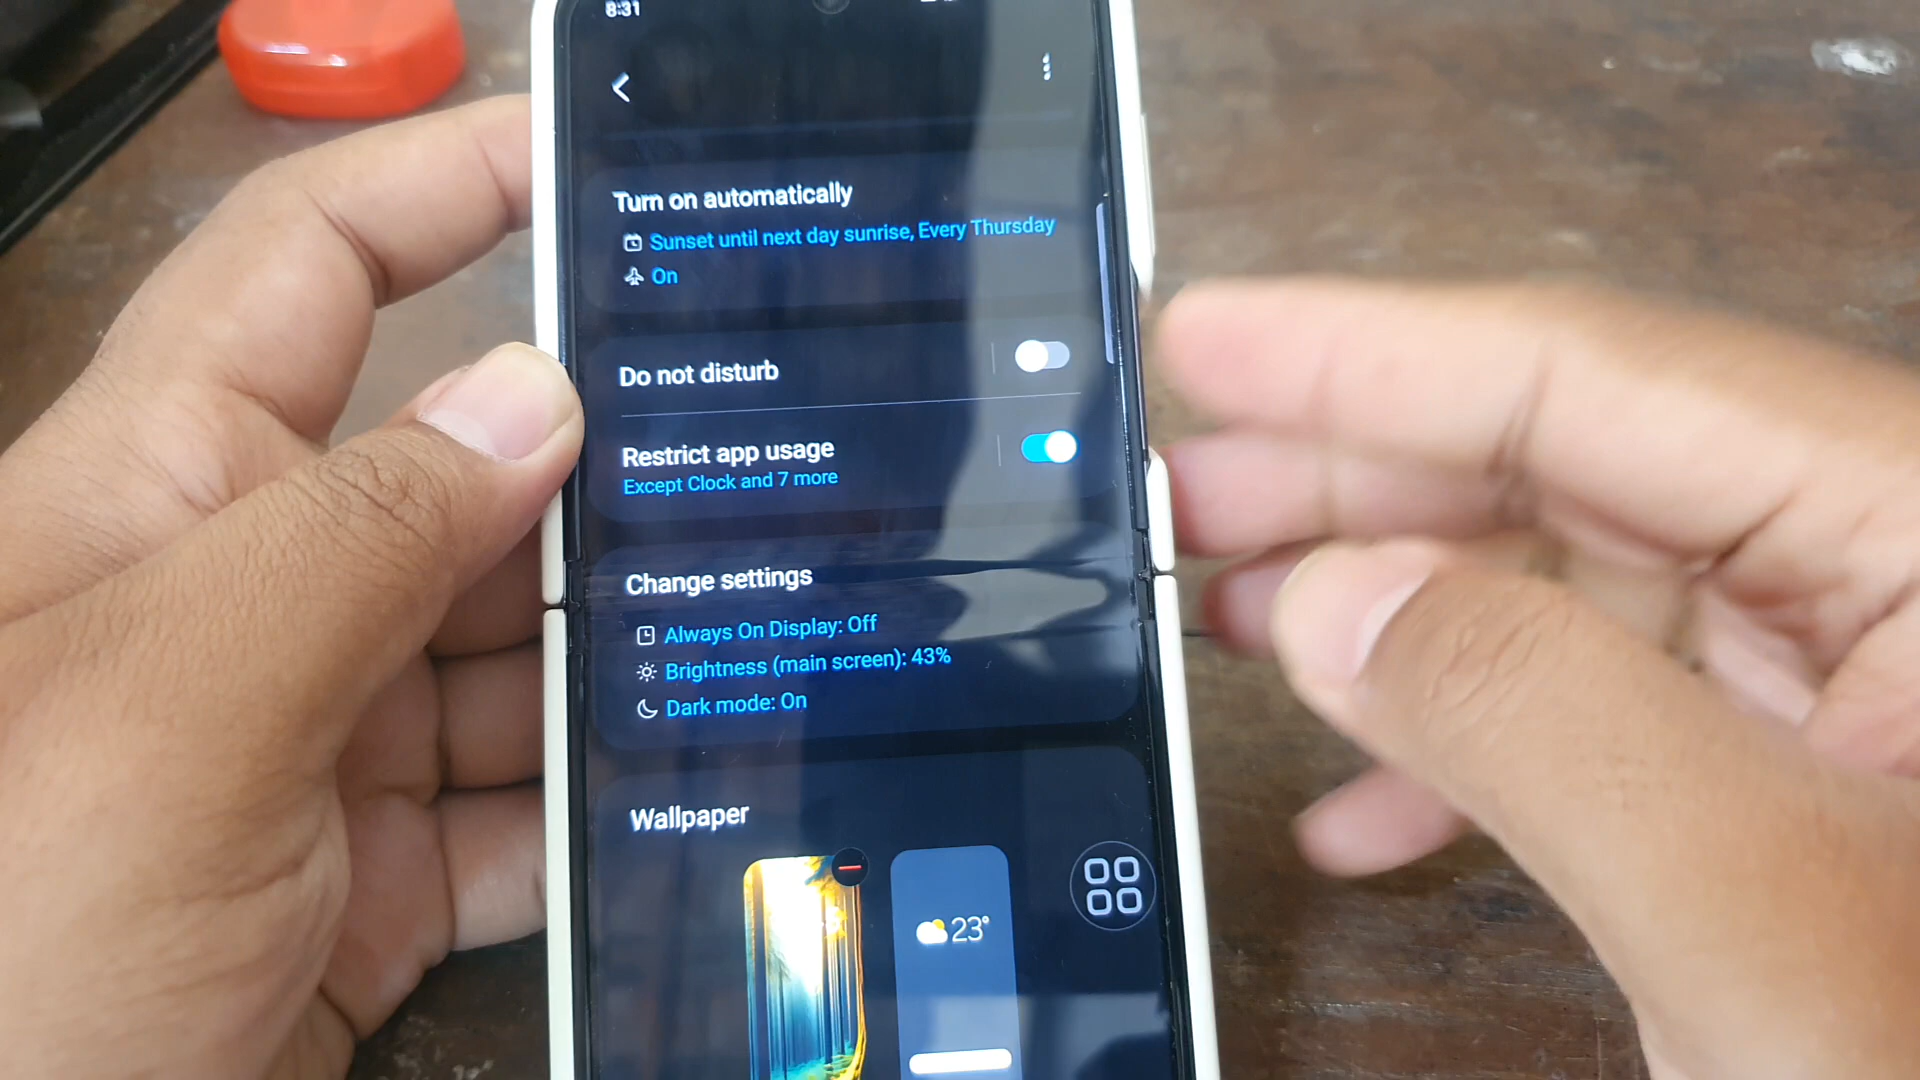 8:31
Turn on automatically
Sunset until next day sunrise, Every Thursday
On
Do not disturb
Restrict app usage
Except Clock and 7 more
Change settings
Always On Display: Off
Brightness (main screen): 43%
Dark mode: On
Wallpaper
23°